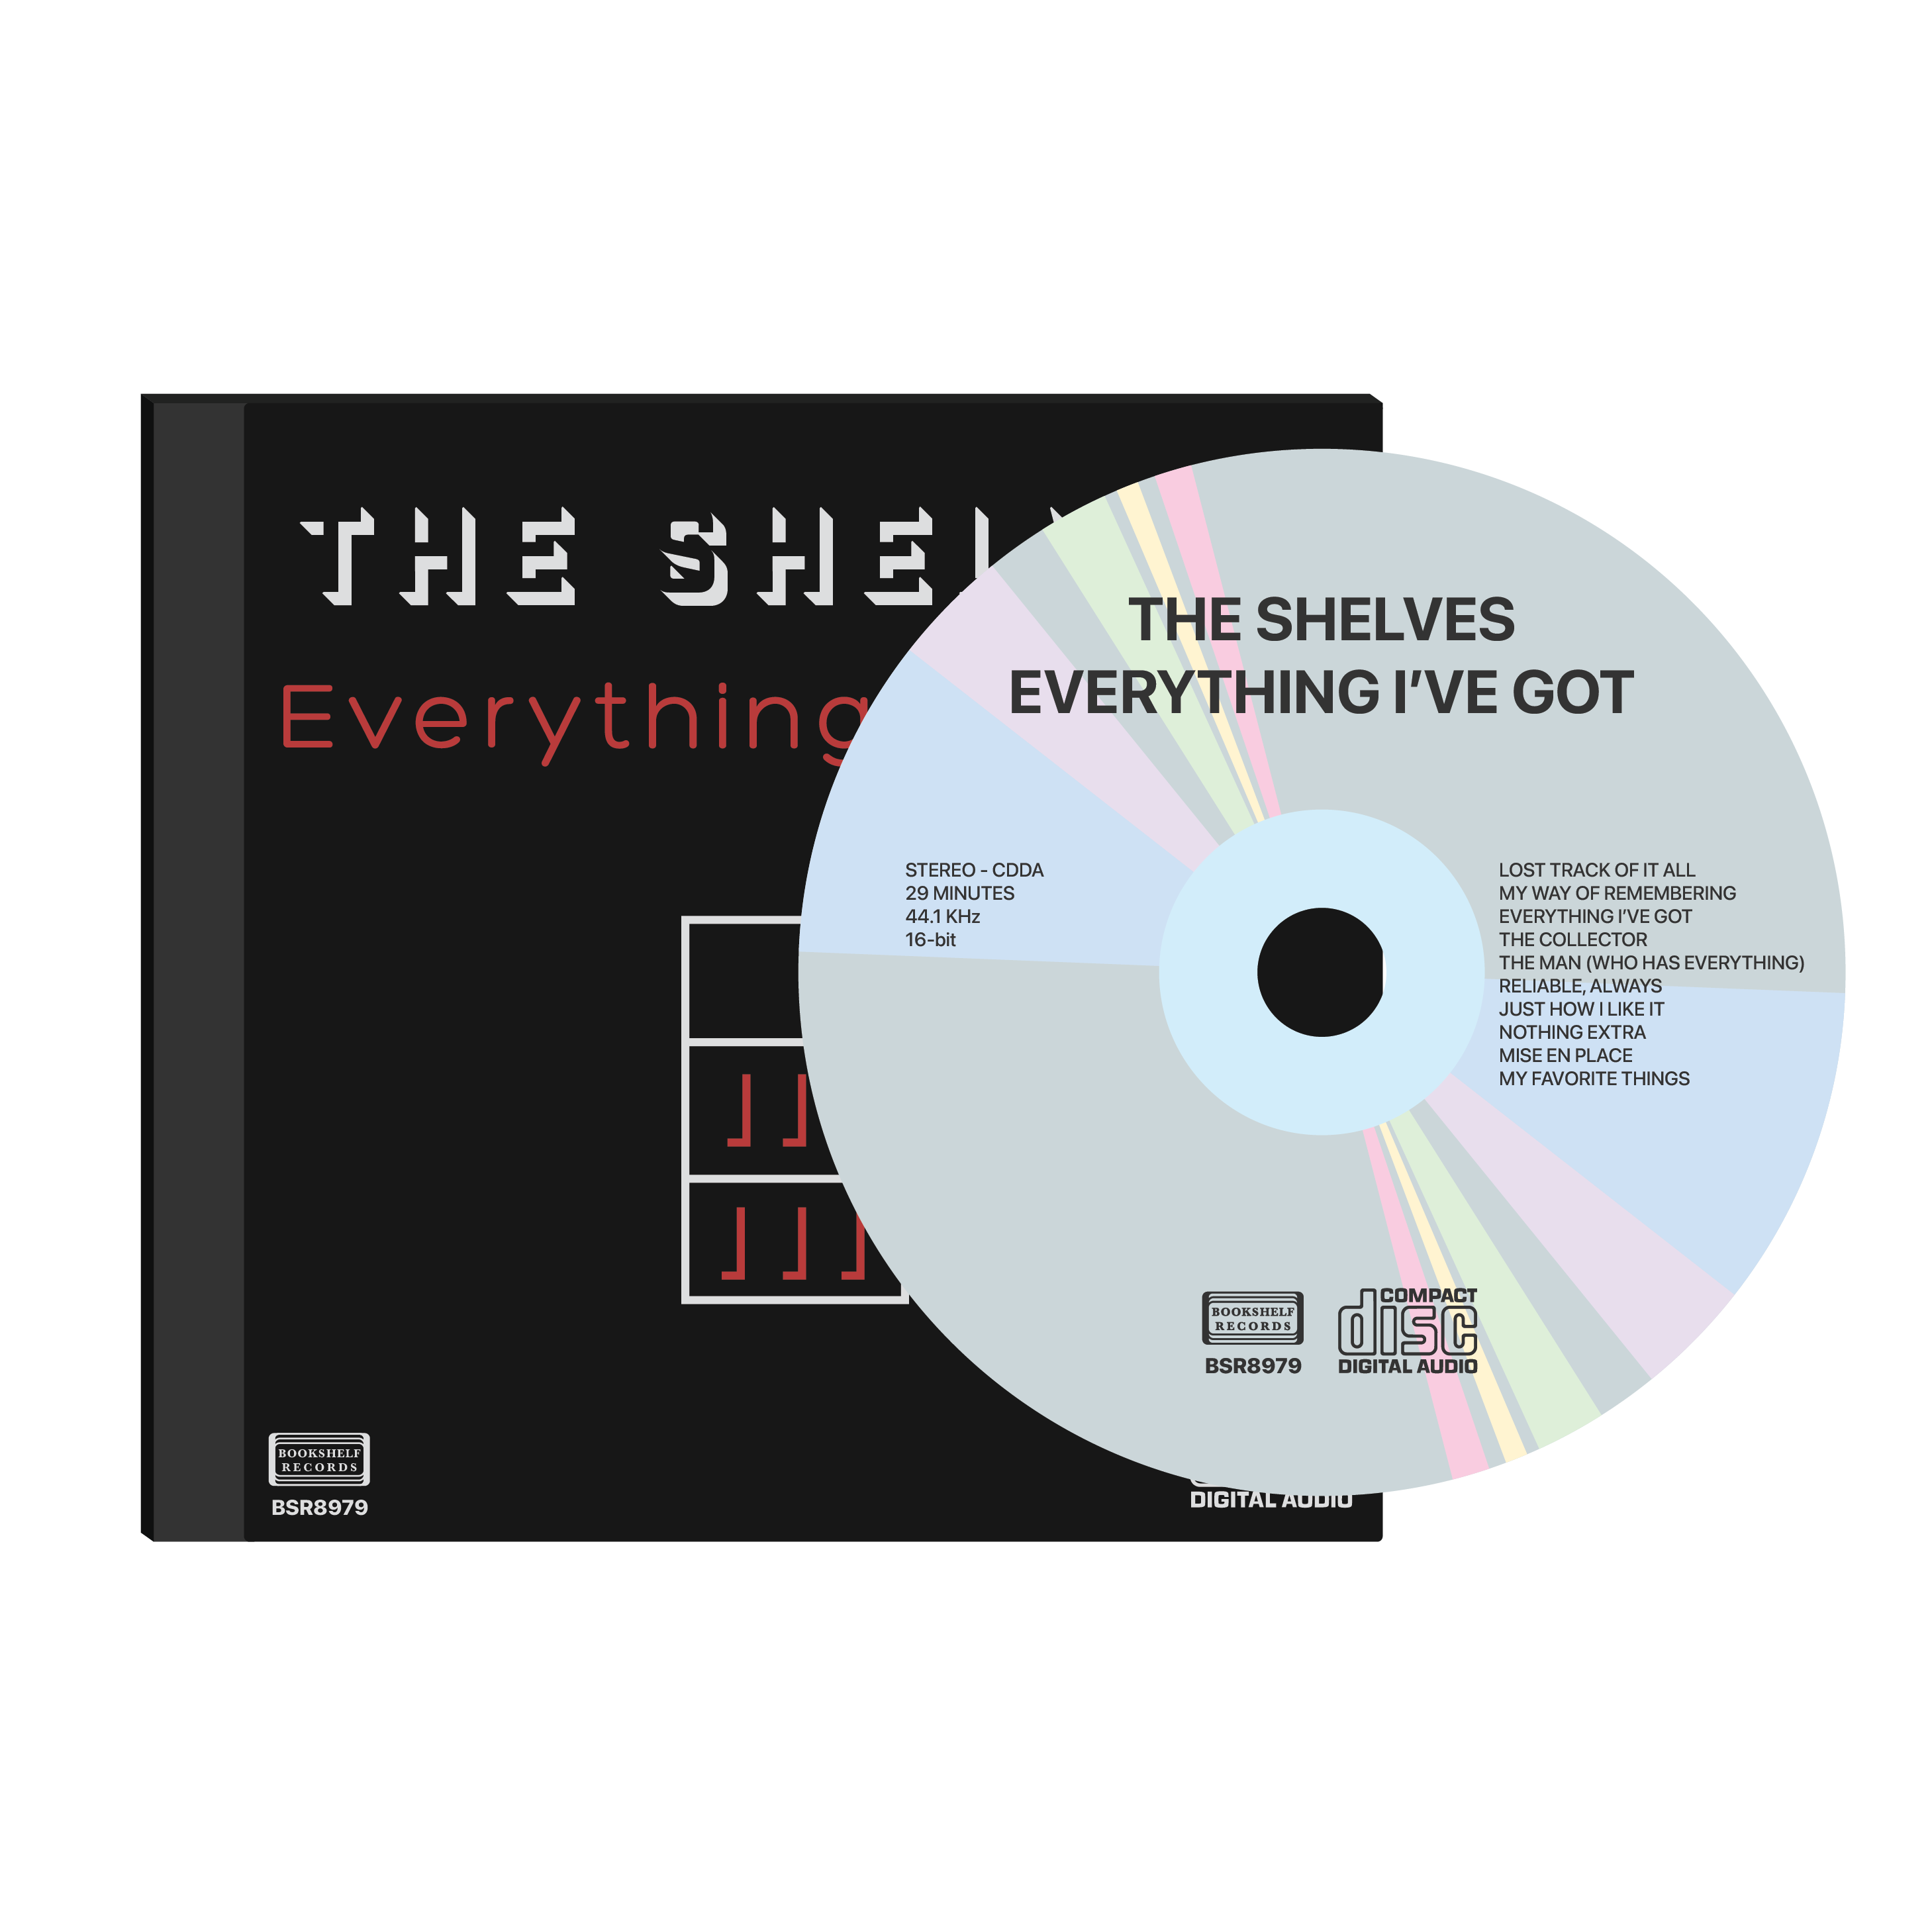 THE SHEL
Everything
THE SHELVES
EVERYTHING I'VE GOT
STEREO - CDDA
29 MINUTES
44.1 KHz
16-bit
LOST TRACK OF IT ALL
MY WAY OF REMEMBERING
EVERYTHING I'VE GOT
THE COLLECTOR
THE MAN (WHO HAS EVERYTHING)
RELIABLE, ALWAYS
JUST HOW I LIKE IT
NOTHING EXTRA
MISE EN PLACE
MY FAVORITE THINGS
BOOKSHELF
RECORDS
BSR8979
COMPACT
disc
DIGITAL AUDIO
BOOKSHELF
RECORDS
BSR8979
DIGITAL AUDIO